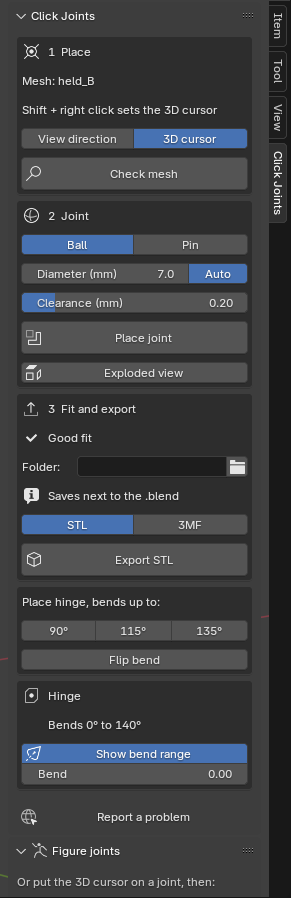 Click Joints
1 Place
Mesh: held_B
Shift + right click sets the 3D cursor
View direction 3D cursor
Check mesh
2 Joint
Ball Pin
Diameter (mm) 7.0 Auto
Clearance (mm) 0.20
Place joint
Exploded view
3 Fit and export
Good fit
Folder:
Saves next to the .blend
STL 3MF
Export STL
Place hinge, bends up to:
90° 115° 135°
Flip bend
Hinge
Bends 0° to 140°
Show bend range
Bend 0.00
Report a problem
Figure joints
Or put the 3D cursor on a joint, then:
Item
Tool
View
Click Joints